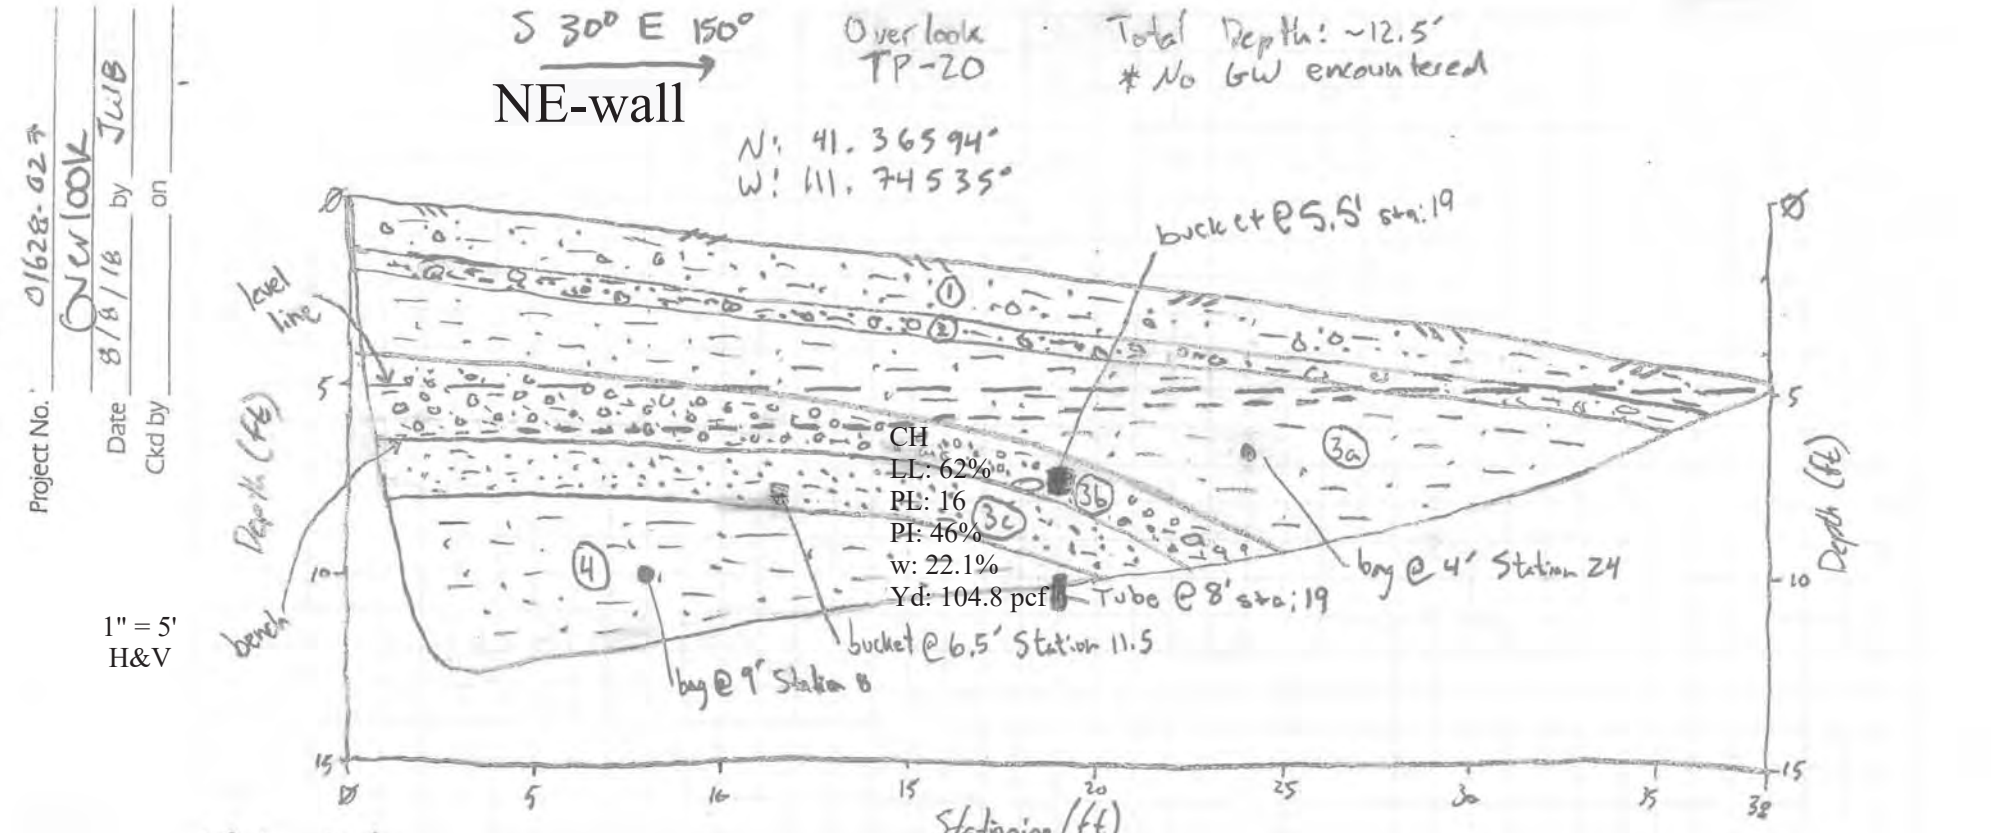 Project No. 01628-027
Overlook
Date 8/8/18 by JWB
Ckd by on
S 30° E 150°
NE-wall
Overlook
TP-20
Total Depth: ~12.5'
* No GW encountered
N: 41.36594°
W: 111.74535°
bucket @ 5.5' sta: 19
level
line
bench
Depth (ft)
Ø
5
10
15
1" = 5'
H&V
1
2
3a
3b
3c
4
CH
LL: 62%
PL: 16
PI: 46%
w: 22.1%
Yd: 104.8 pcf
Tube @ 8' sta; 19
bag @ 4' Station 24
bucket @ 6.5' Station 11.5
bag @ 9' Station 8
Ø
5
10
15
Depth (ft)
Ø 5 10 15 20 25 30 35 38
Stationing (ft)